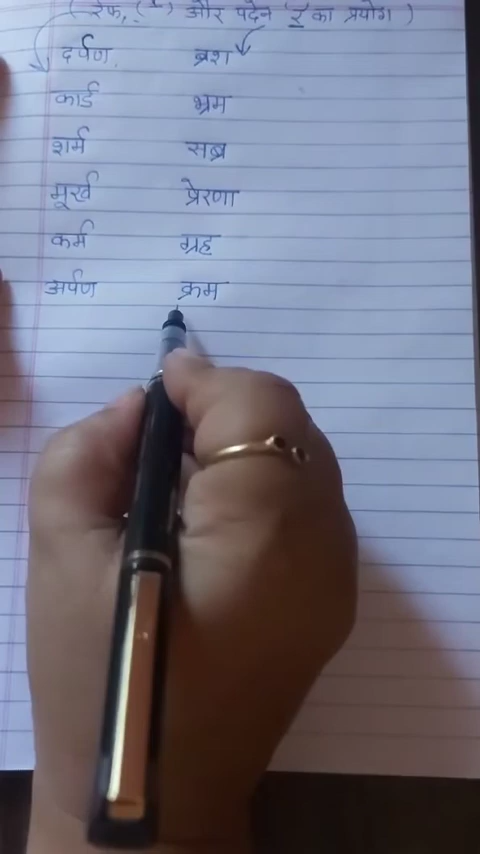 ( रेफ, (र्) और पदेन 'र' का प्रयोग )
दर्पण. ब्रश
कार्ड भ्रम
शर्म सब्र
मूर्ख प्रेरणा
कर्म ग्रह
अर्पण क्रम